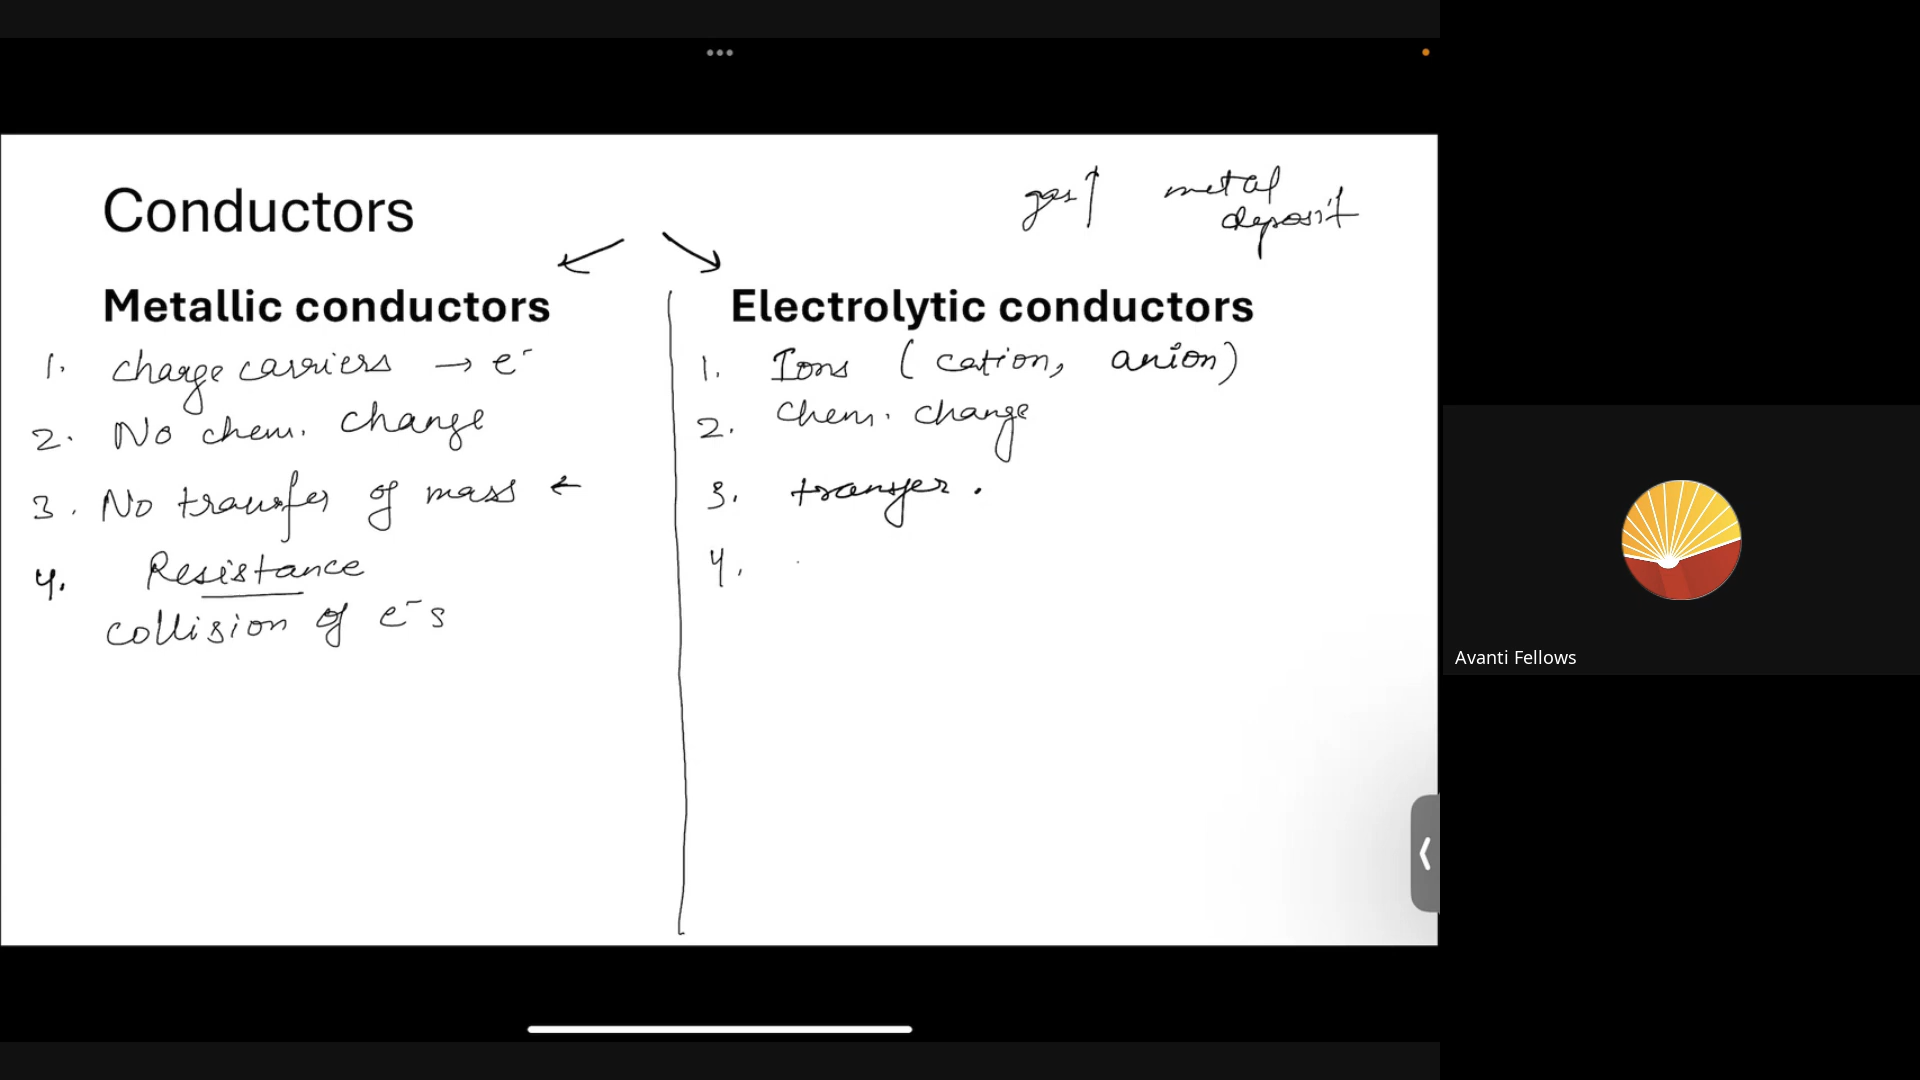 Conductors
gas↑ metal deposit
Metallic conductors
1. charge carriers → e⁻
2. No chem. change
3. No transfer of mass ←
4. Resistance
collision of e⁻s
Electrolytic conductors
1. Ions (cation, anion)
2. Chem. change
3. transfer.
4.
Avanti Fellows